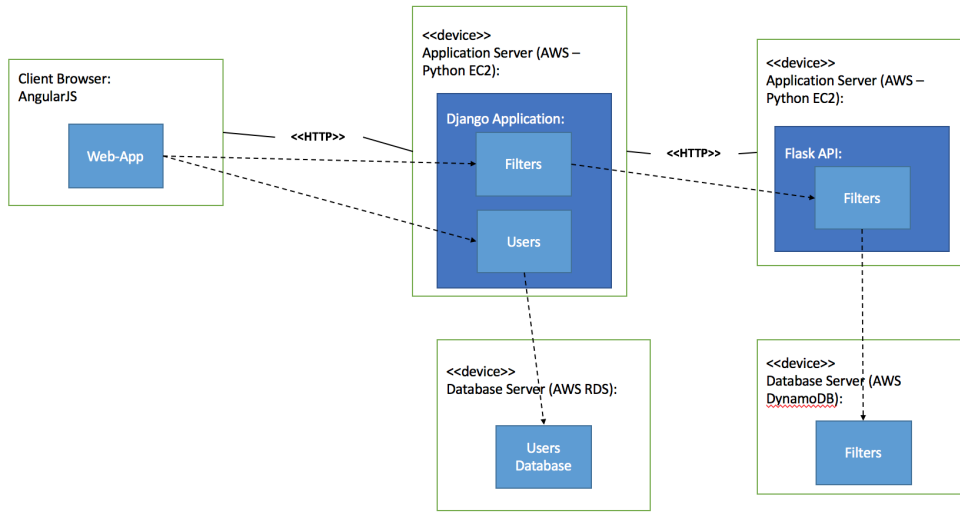 Client Browser:
AngularJS
Web-App
<<HTTP>>
<<device>>
Application Server (AWS –
Python EC2):
Django Application:
Filters
Users
<<HTTP>>
<<device>>
Application Server (AWS –
Python EC2):
Flask API:
Filters
<<device>>
Database Server (AWS RDS):
Users
Database
<<device>>
Database Server (AWS
DynamoDB):
Filters